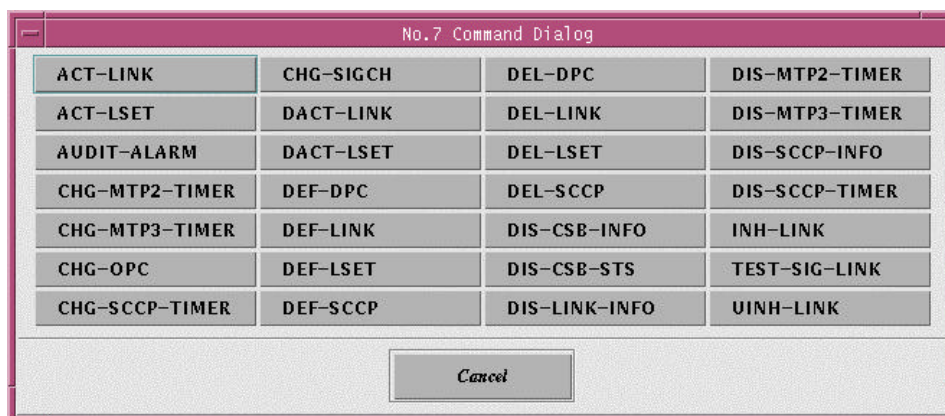 No.7 Command Dialog
ACT-LINK CHG-SIGCH DEL-DPC DIS-MTP2-TIMER
ACT-LSET DACT-LINK DEL-LINK DIS-MTP3-TIMER
AUDIT-ALARM DACT-LSET DEL-LSET DIS-SCCP-INFO
CHG-MTP2-TIMER DEF-DPC DEL-SCCP DIS-SCCP-TIMER
CHG-MTP3-TIMER DEF-LINK DIS-CSB-INFO INH-LINK
CHG-OPC DEF-LSET DIS-CSB-STS TEST-SIG-LINK
CHG-SCCP-TIMER DEF-SCCP DIS-LINK-INFO UINH-LINK
Cancel